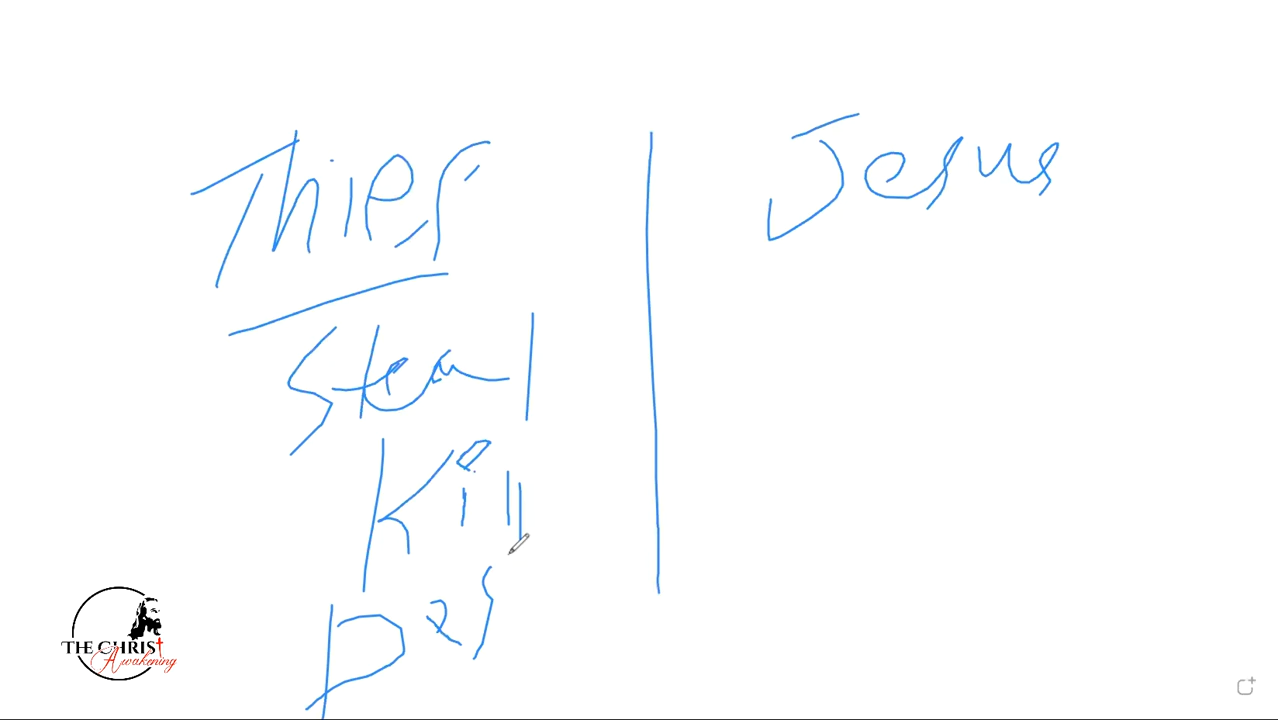 Thief
Jesus
Steal
Kill
Des
THE CHRIST
Awakening